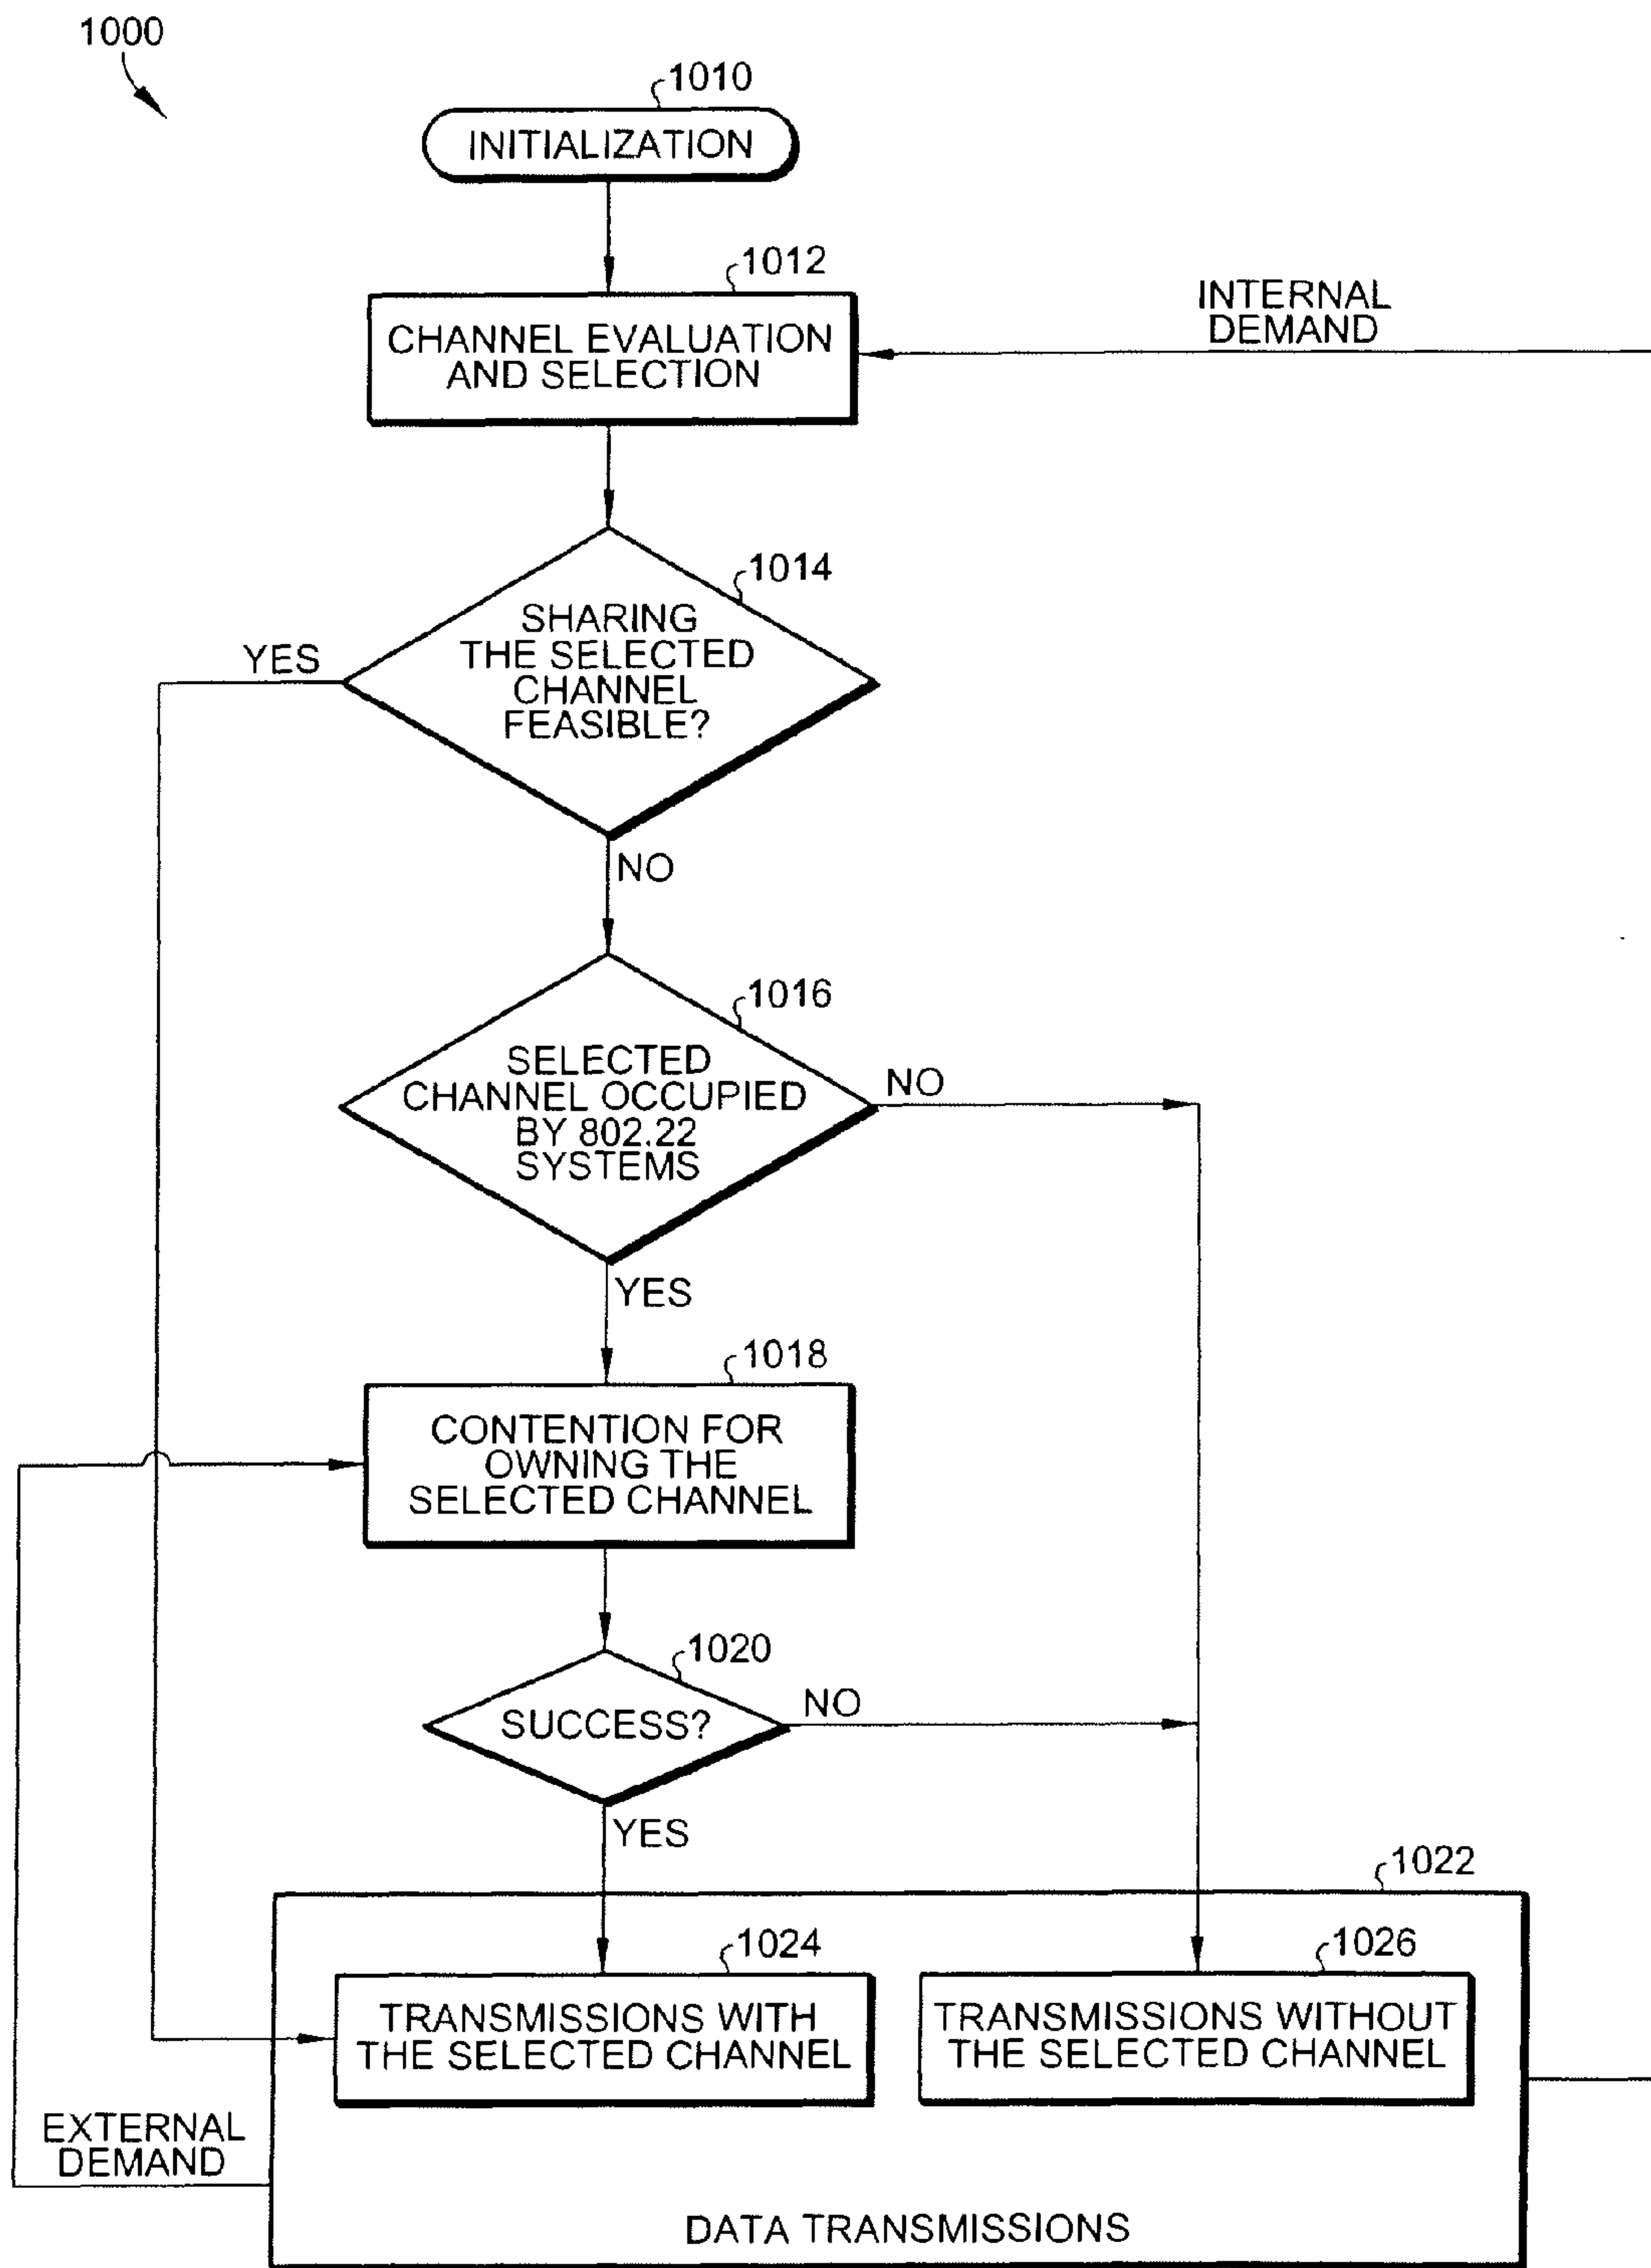 1000
1010
INITIALIZATION
1012
CHANNEL EVALUATION
AND SELECTION
INTERNAL
DEMAND
1014
SHARING
THE SELECTED
CHANNEL
FEASIBLE?
YES
NO
1016
SELECTED
CHANNEL OCCUPIED
BY 802.22
SYSTEMS
NO
YES
1018
CONTENTION FOR
OWNING THE
SELECTED CHANNEL
1020
SUCCESS?
NO
YES
1022
1024
TRANSMISSIONS WITH
THE SELECTED CHANNEL
1026
TRANSMISSIONS WITHOUT
THE SELECTED CHANNEL
EXTERNAL
DEMAND
DATA TRANSMISSIONS